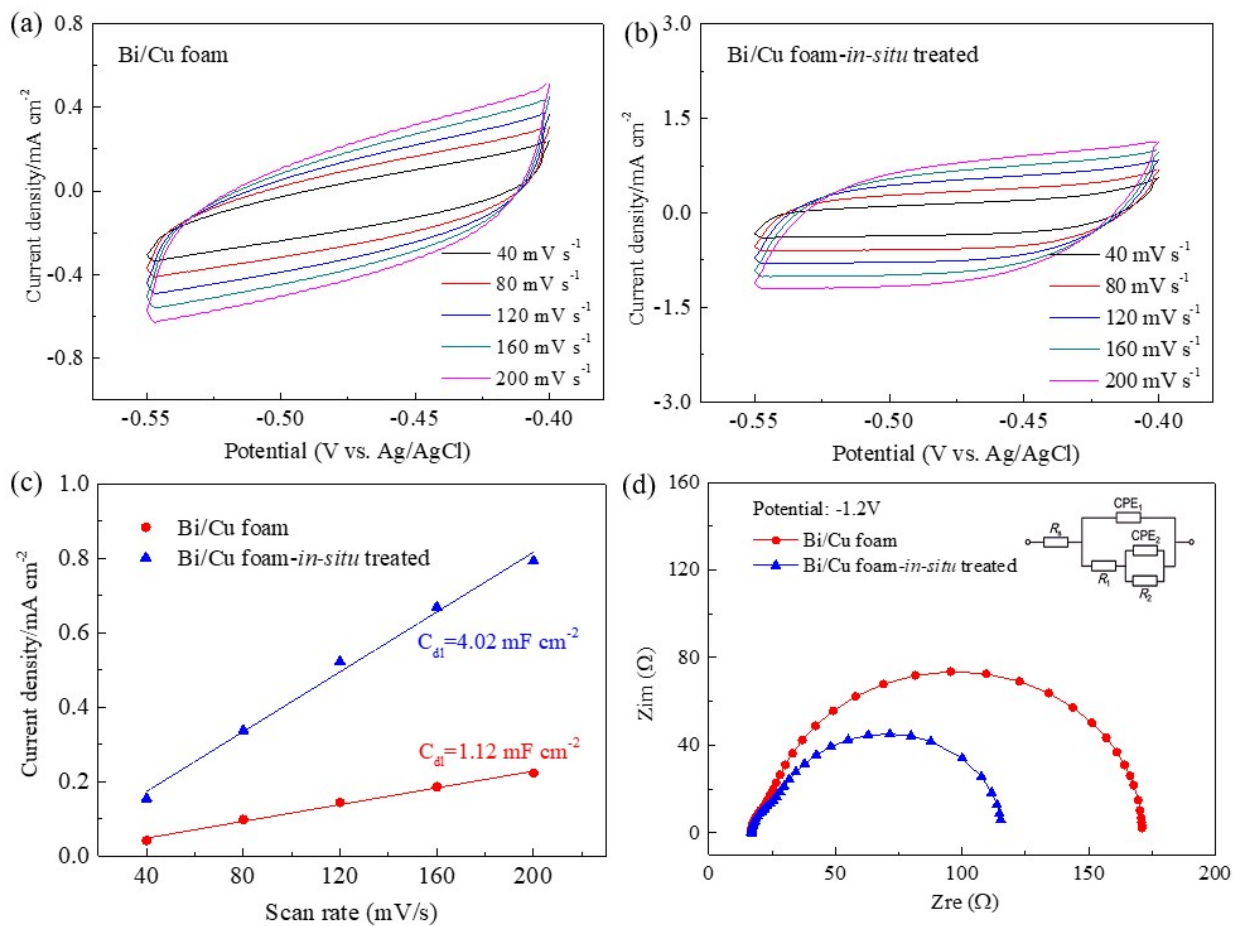 (a)
Bi/Cu foam
Current density/mA cm⁻²
0.8
0.4
0.0
-0.4
-0.8
40 mV s⁻¹
80 mV s⁻¹
120 mV s⁻¹
160 mV s⁻¹
200 mV s⁻¹
-0.55
-0.50
-0.45
-0.40
Potential (V vs. Ag/AgCl)
(b)
Bi/Cu foam-in-situ treated
Current density/mA cm⁻²
3.0
1.5
0.0
-1.5
-3.0
40 mV s⁻¹
80 mV s⁻¹
120 mV s⁻¹
160 mV s⁻¹
200 mV s⁻¹
-0.55
-0.50
-0.45
-0.40
Potential (V vs. Ag/AgCl)
(c)
Current density/mA cm⁻²
1.0
0.8
0.6
0.4
0.2
0.0
Bi/Cu foam
Bi/Cu foam-in-situ treated
C_dl=4.02 mF cm⁻²
C_dl=1.12 mF cm⁻²
40
80
120
160
200
Scan rate (mV/s)
(d)
Zim (Ω)
160
120
80
40
0
Potential: -1.2V
Bi/Cu foam
Bi/Cu foam-in-situ treated
CPE₁
Rₛ
CPE₂
R₁
R₂
0
50
100
150
200
Zre (Ω)